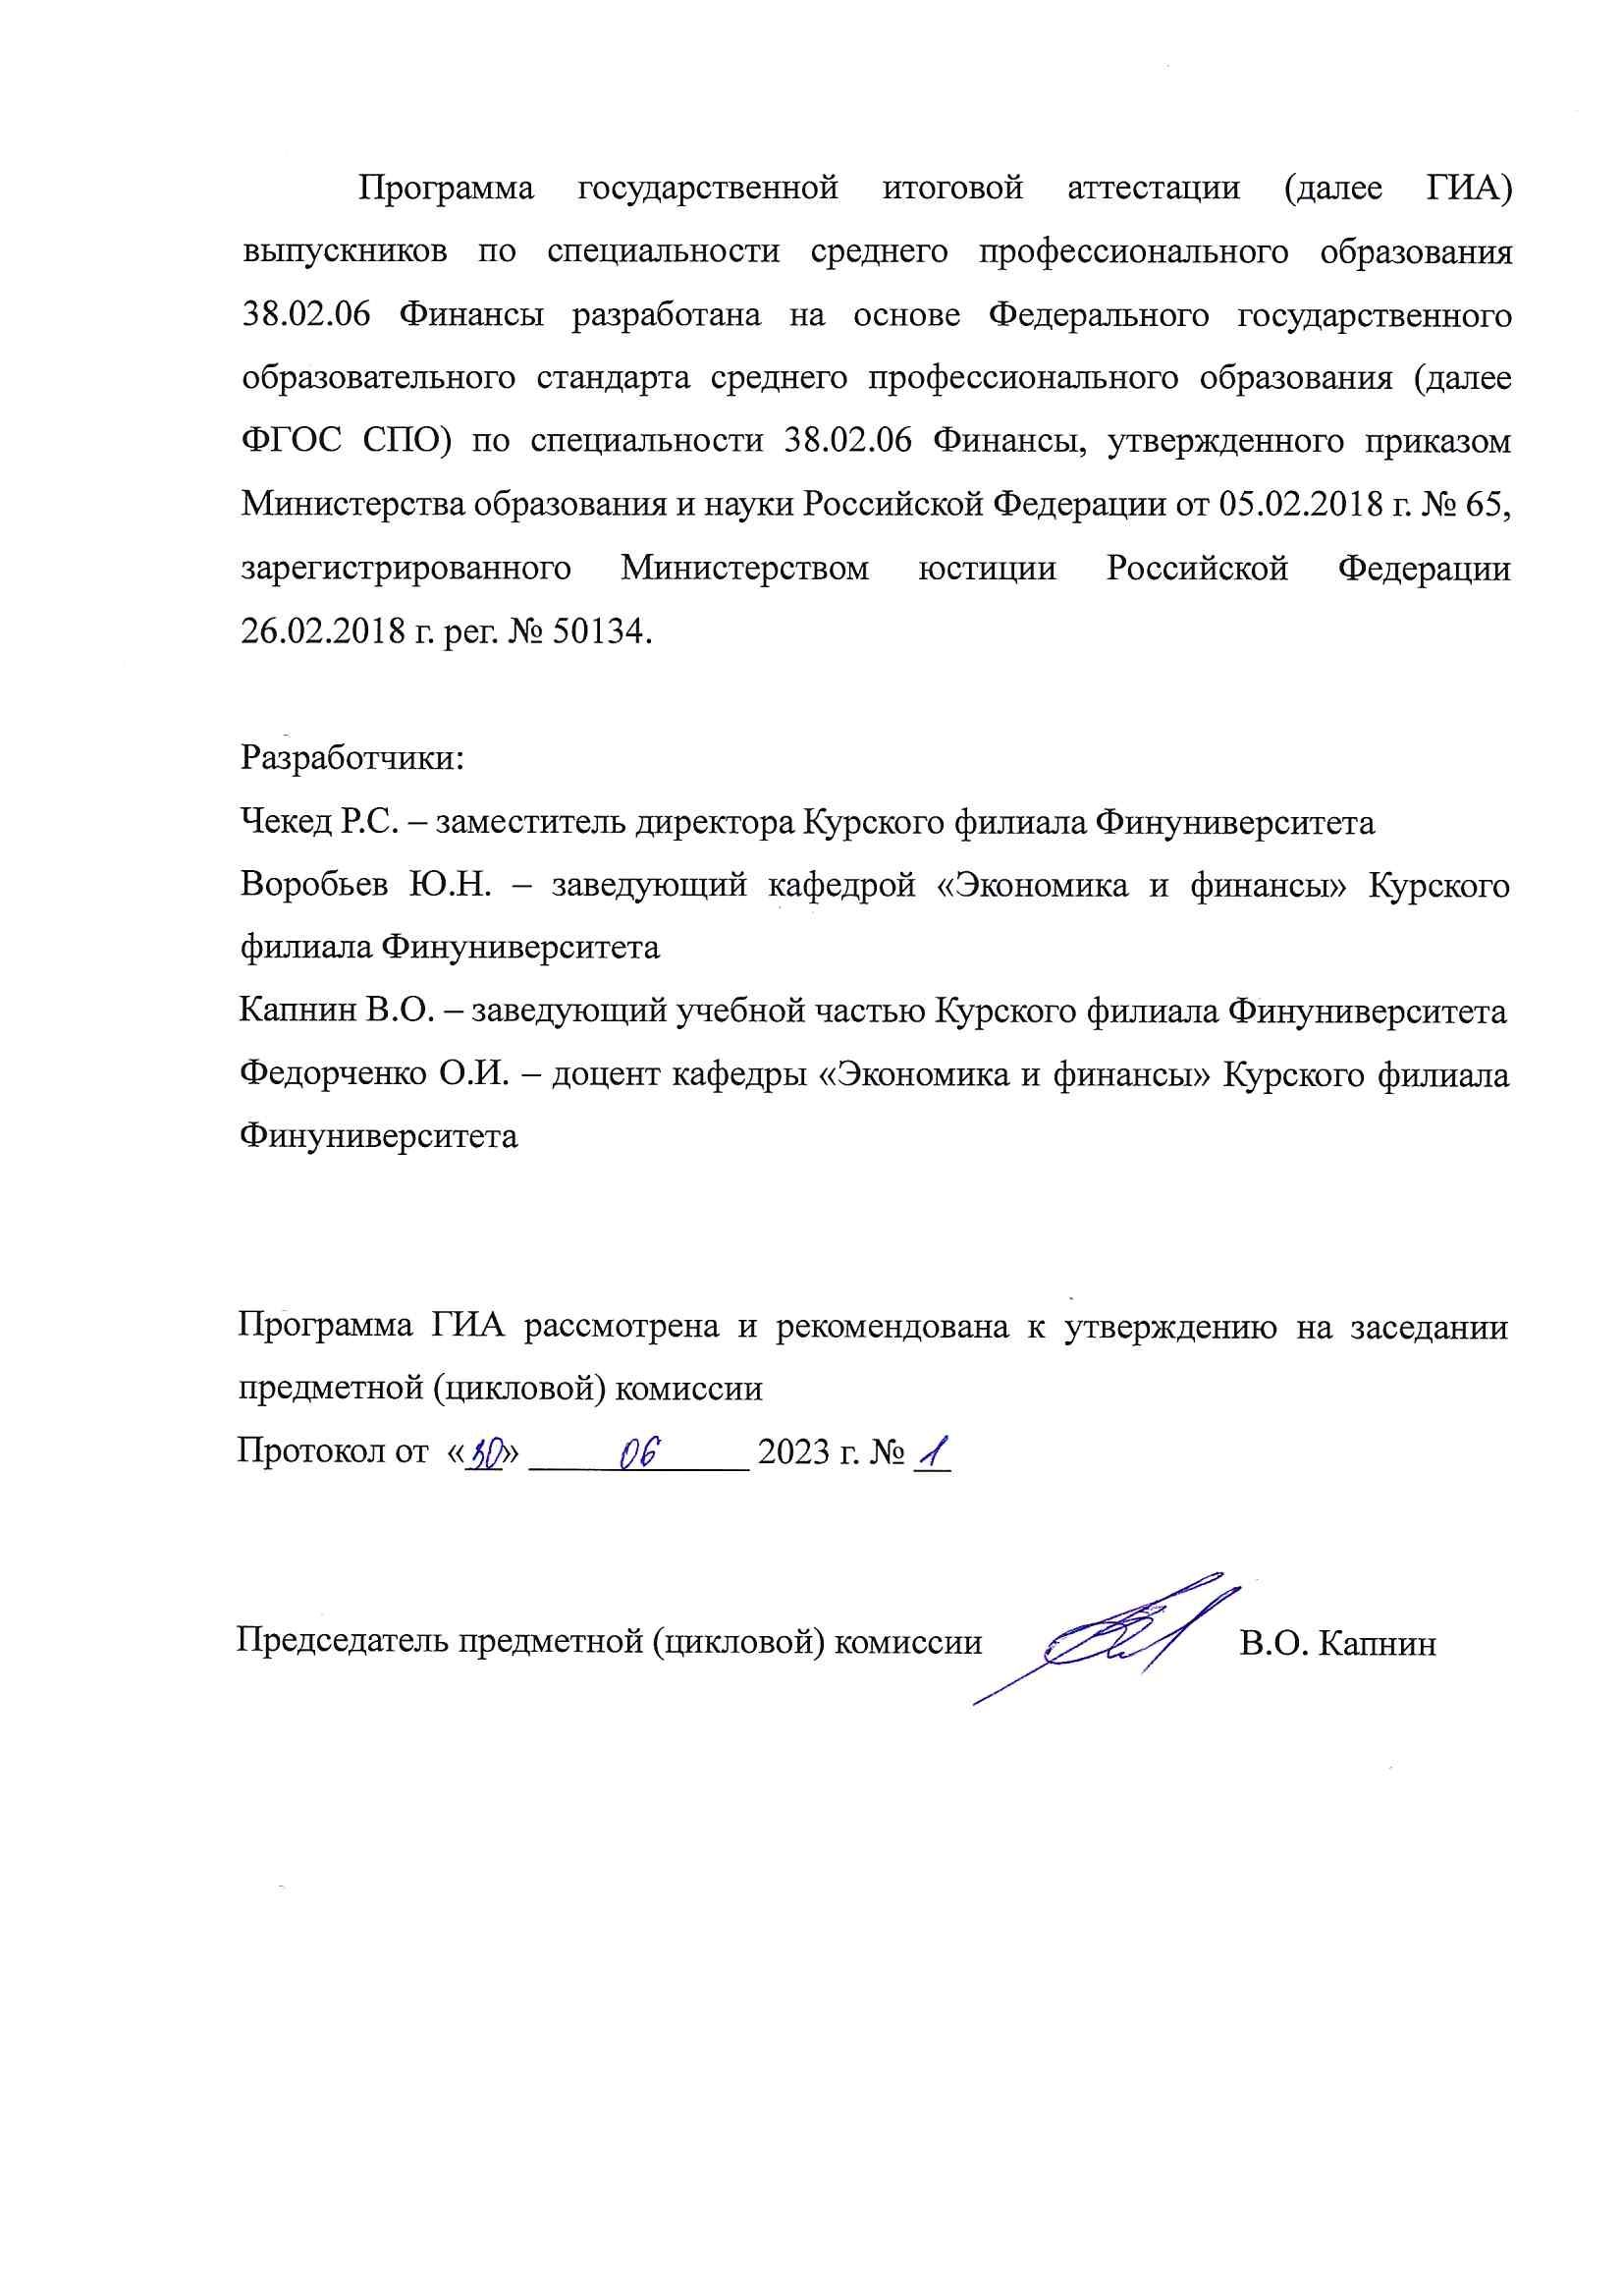 Программа государственной итоговой аттестации (далее ГИА)
выпускников по специальности среднего профессионального образования
38.02.06 Финансы разработана на основе Федерального государственного
образовательного стандарта среднего профессионального образования (далее
ФГОС СПО) по специальности 38.02.06 Финансы, утвержденного приказом
Министерства образования и науки Российской Федерации от 05.02.2018 г. № 65,
зарегистрированного Министерством юстиции Российской Федерации
26.02.2018 г. рег. № 50134.
Разработчики:
Чекед Р.С. – заместитель директора Курского филиала Финуниверситета
Воробьев Ю.Н. – заведующий кафедрой «Экономика и финансы» Курского
филиала Финуниверситета
Капнин В.О. – заведующий учебной частью Курского филиала Финуниверситета
Федорченко О.И. – доцент кафедры «Экономика и финансы» Курского филиала
Финуниверситета
Программа ГИА рассмотрена и рекомендована к утверждению на заседании
предметной (цикловой) комиссии
Протокол от «30» 06 2023 г. № 1
Председатель предметной (цикловой) комиссии В.О. Капнин